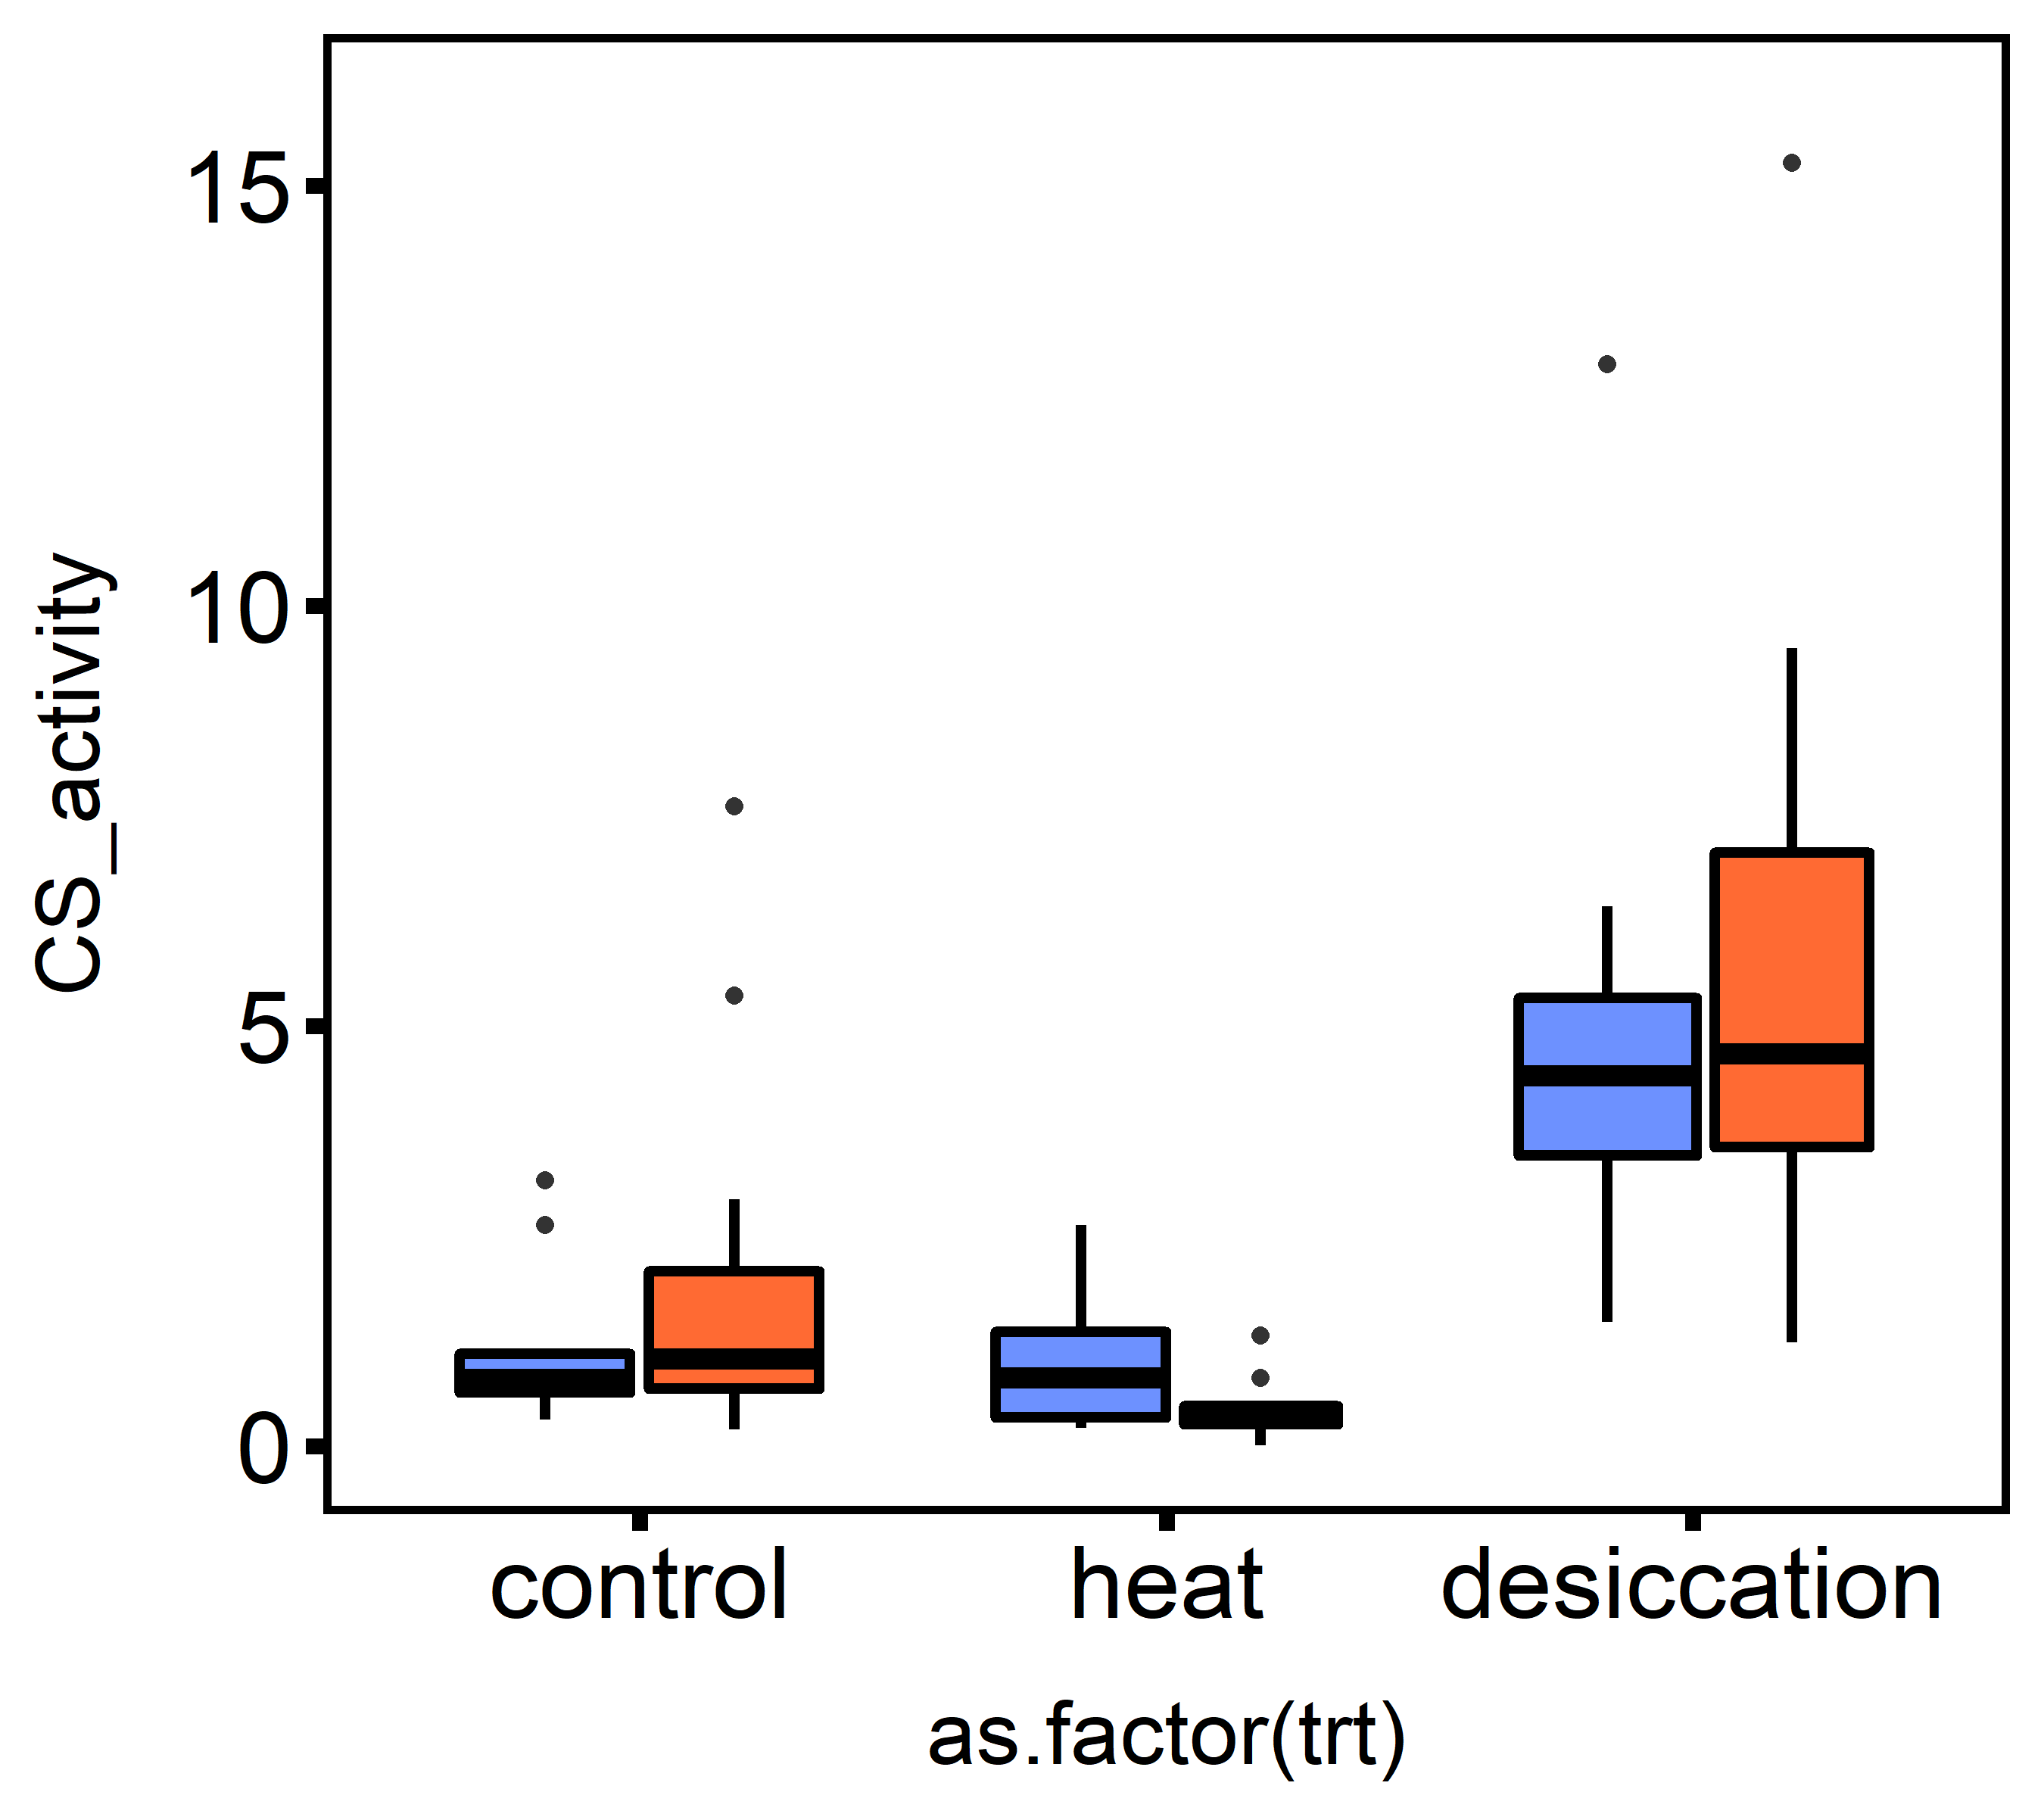 CS_activity
15
10
5
0
control heat desiccation
as.factor(trt)